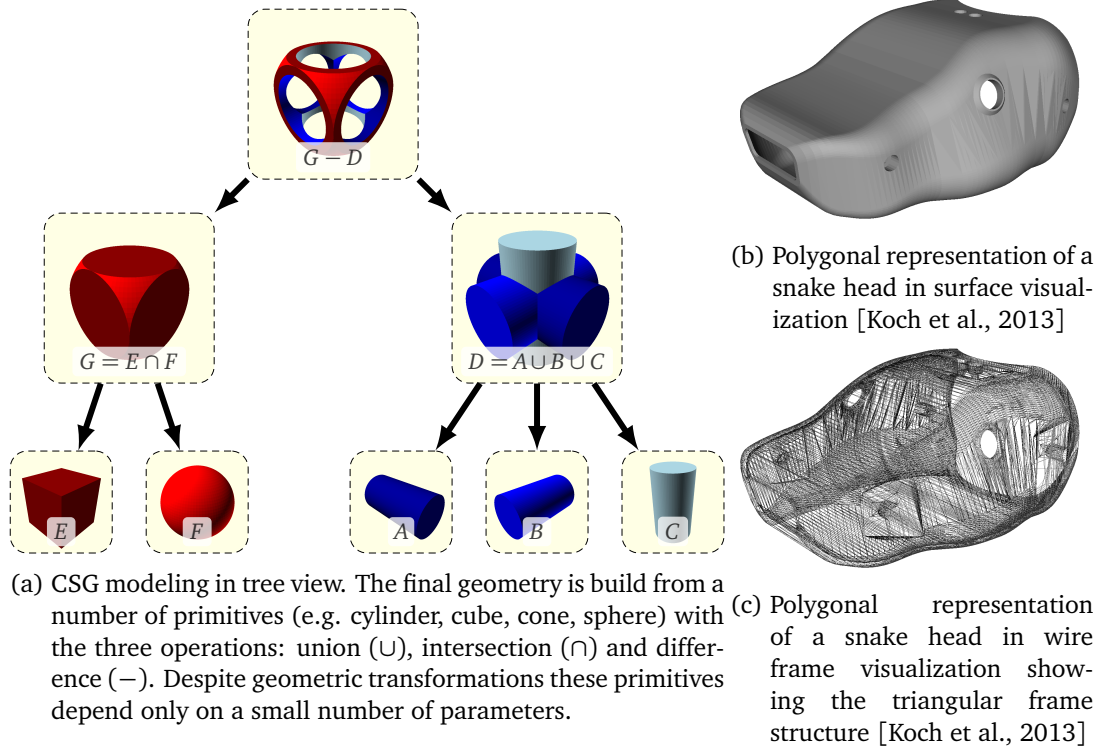 G − D
G = E ∩ F
D = A ∪ B ∪ C
E
F
A
B
C
(a) CSG modeling in tree view. The final geometry is build from a
number of primitives (e.g. cylinder, cube, cone, sphere) with
the three operations: union (∪), intersection (∩) and differ-
ence (−). Despite geometric transformations these primitives
depend only on a small number of parameters.
(b) Polygonal representation of a
snake head in surface visual-
ization [Koch et al., 2013]
(c) Polygonal representation
of a snake head in wire
frame visualization show-
ing the triangular frame
structure [Koch et al., 2013]